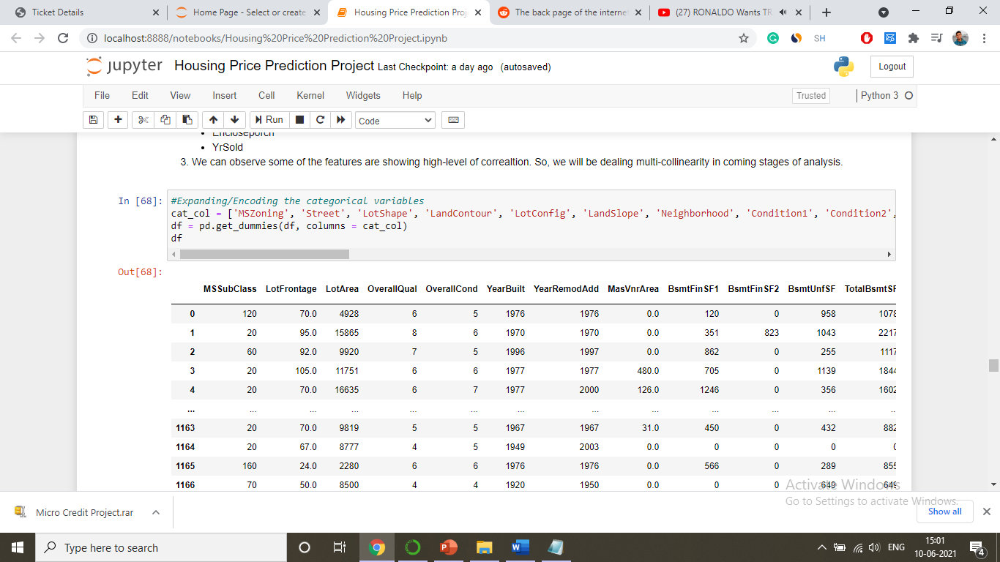 Ticket Details
Home Page - Select or create
Housing Price Prediction Proj
The back page of the internet
(27) RONALDO Wants TR
localhost:8888/notebooks/Housing%20Price%20Prediction%20Project.ipynb
SH
jupyter Housing Price Prediction Project Last Checkpoint: a day ago (autosaved)
Logout
File Edit View Insert Cell Kernel Widgets Help
Trusted
Python 3
Run
Code
• Encloseporch
• YrSold
3. We can observe some of the features are showing high-level of correaltion. So, we will be dealing multi-collinearity in coming stages of analysis.
In [68]: #Expanding/Encoding the categorical variables
cat_col = ['MSZoning', 'Street', 'LotShape', 'LandContour', 'LotConfig', 'LandSlope', 'Neighborhood', 'Condition1', 'Condition2',
df = pd.get_dummies(df, columns = cat_col)
df
Out[68]:
MSSubClass LotFrontage LotArea OverallQual OverallCond YearBuilt YearRemodAdd MasVnrArea BsmtFinSF1 BsmtFinSF2 BsmtUnfSF TotalBsmtSF
0 120 70.0 4928 6 5 1976 1976 0.0 120 0 958 1078
1 20 95.0 15865 8 6 1970 1970 0.0 351 823 1043 2217
2 60 92.0 9920 7 5 1996 1997 0.0 862 0 255 1117
3 20 105.0 11751 6 6 1977 1977 480.0 705 0 1139 1844
4 20 70.0 16635 6 7 1977 2000 126.0 1246 0 356 1602
... ... ... ... ... ... ... ... ... ... ... ... ..
1163 20 70.0 9819 5 5 1967 1967 31.0 450 0 432 882
1164 20 67.0 8777 4 5 1949 2003 0.0 0 0 0 0
1165 160 24.0 2280 6 6 1976 1976 0.0 566 0 289 855
1166 70 50.0 8500 4 4 1920 1950 0.0 0 0 649 649
Activate Windows
Go to Settings to activate Windows.
Micro Credit Project.rar
Show all
Type here to search
ENG
15:01
10-06-2021
4